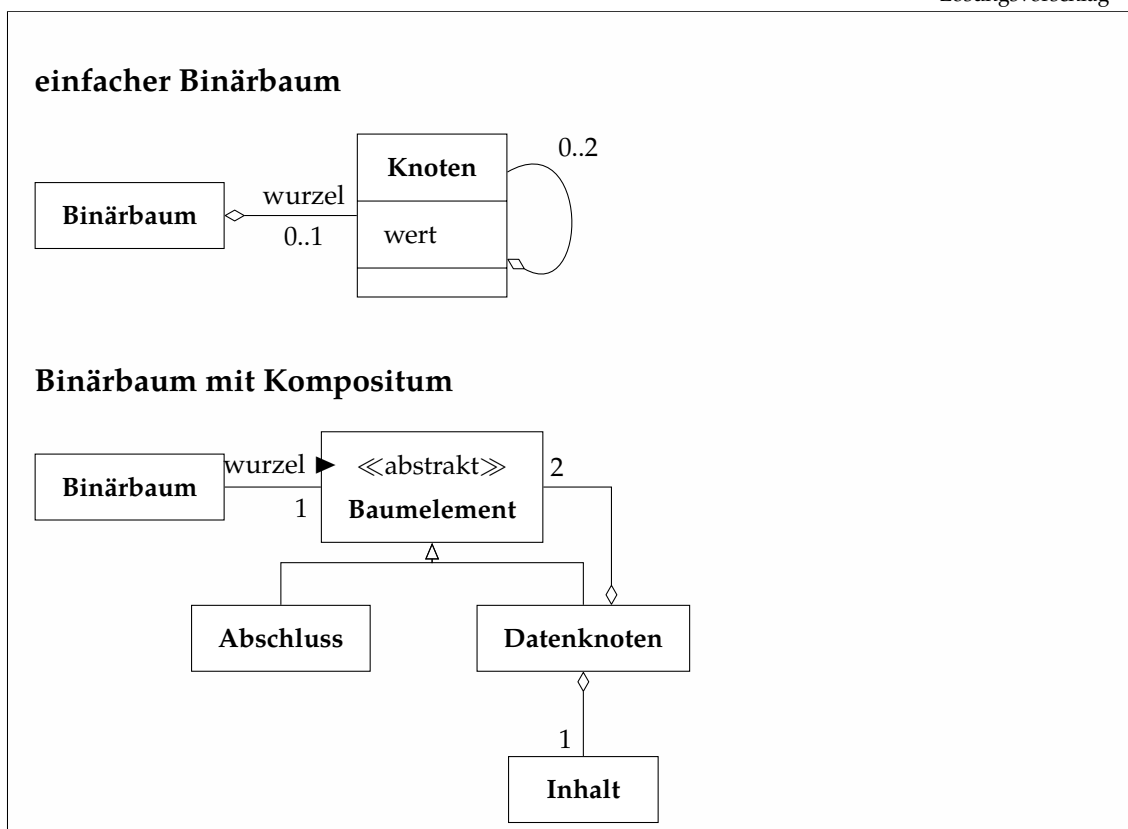 einfacher Binärbaum
Knoten
0..2
Binärbaum
wurzel
0..1
wert
Binärbaum mit Kompositum
Binärbaum
wurzel ►
1
≪abstrakt≫
Baumelement
2
Abschluss
Datenknoten
1
Inhalt